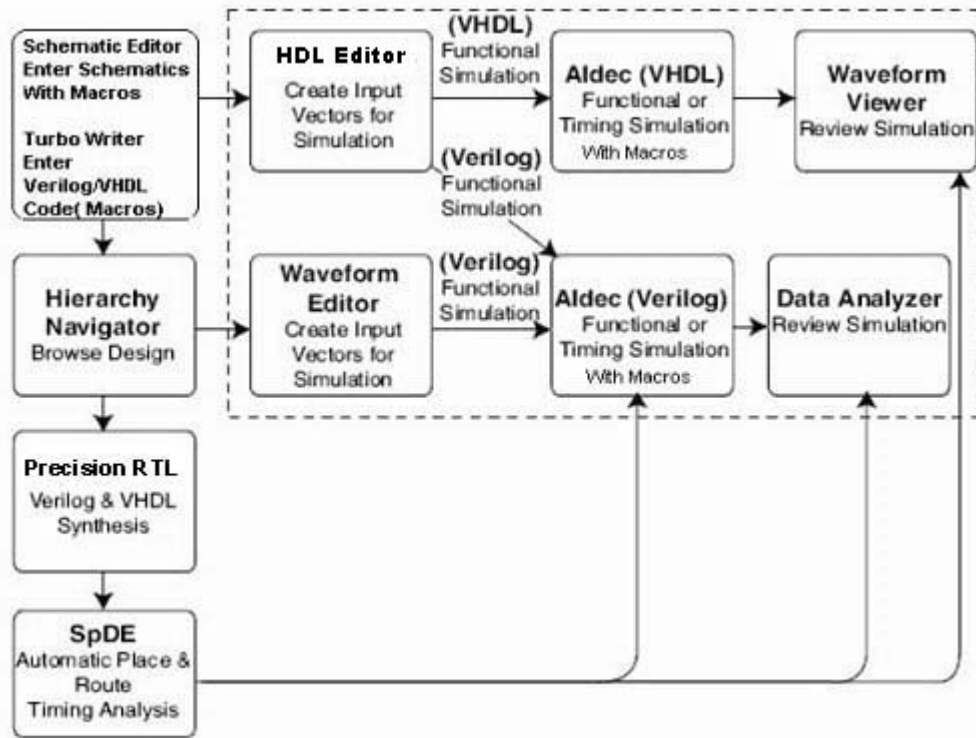 Schematic Editor
Enter Schematics
With Macros
Turbo Writer
Enter
Verilog/VHDL
Code( Macros)
HDL Editor
Create Input
Vectors for
Simulation
(VHDL)
Functional
Simulation
Aldec (VHDL)
Functional or
Timing Simulation
With Macros
Waveform
Viewer
Review Simulation
(Verilog)
Functional
Simulation
Hierarchy
Navigator
Browse Design
Waveform
Editor
Create Input
Vectors for
Simulation
(Verilog)
Functional
Simulation
Aldec (Verilog)
Functional or
Timing Simulation
With Macros
Data Analyzer
Review Simulation
Precision RTL
Verilog & VHDL
Synthesis
SpDE
Automatic Place &
Route
Timing Analysis